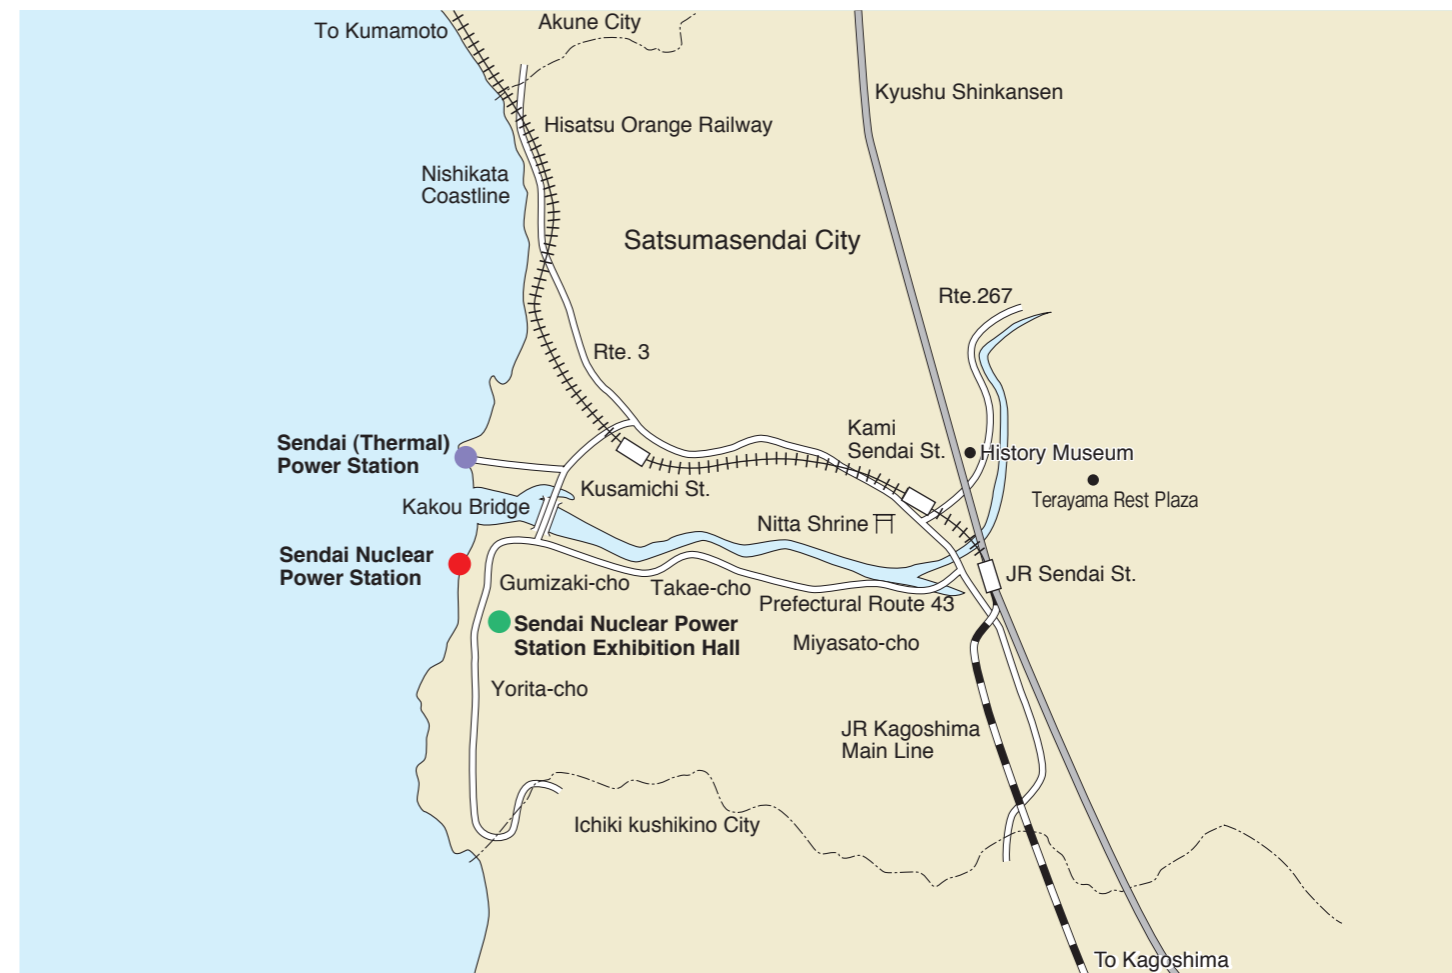 Akune City
To Kumamoto
Kyushu Shinkansen
Hisatsu Orange Railway
Nishikata
Coastline
Satsumasendai City
Rte.267
Rte. 3
Kami
Sendai St.
Sendai (Thermal)
Power Station
History Museum
Kusamichi St.
Terayama Rest Plaza
Kakou Bridge
Nitta Shrine
Sendai Nuclear
Power Station
JR Sendai St.
Gumizaki-cho
Takae-cho
Prefectural Route 43
Sendai Nuclear Power
Station Exhibition Hall
Miyasato-cho
Yorita-cho
JR Kagoshima
Main Line
Ichiki kushikino City
To Kagoshima